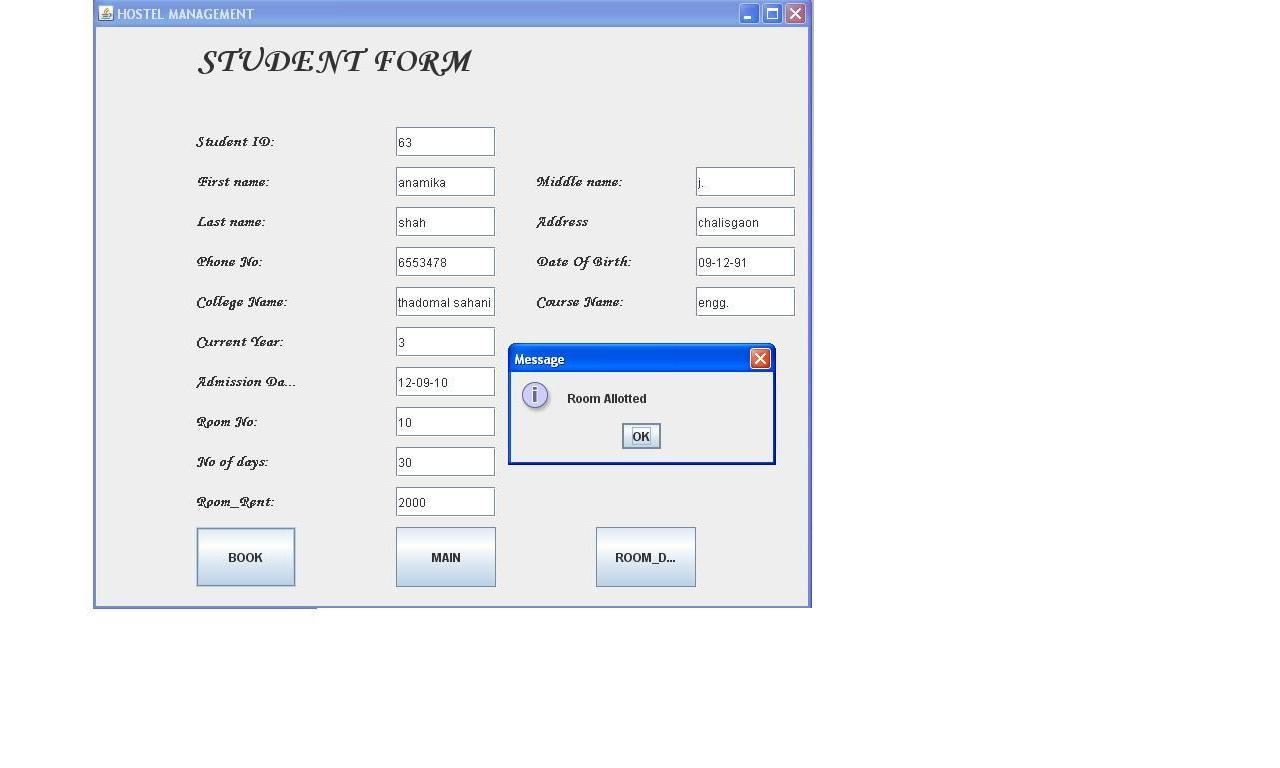 HOSTEL MANAGEMENT
STUDENT FORM
Student ID: 63
First name: anamika Middle name: j.
Last name: shah Address chalisgaon
Phone No: 6553478 Date Of Birth: 09-12-91
College Name: thadomal sahani Course Name: engg.
Current Year: 3
Message
Admission Da... 12-09-10
Room Allotted
Room No: 10
OK
No of days: 30
Room_Rent: 2000
BOOK MAIN ROOM_D...